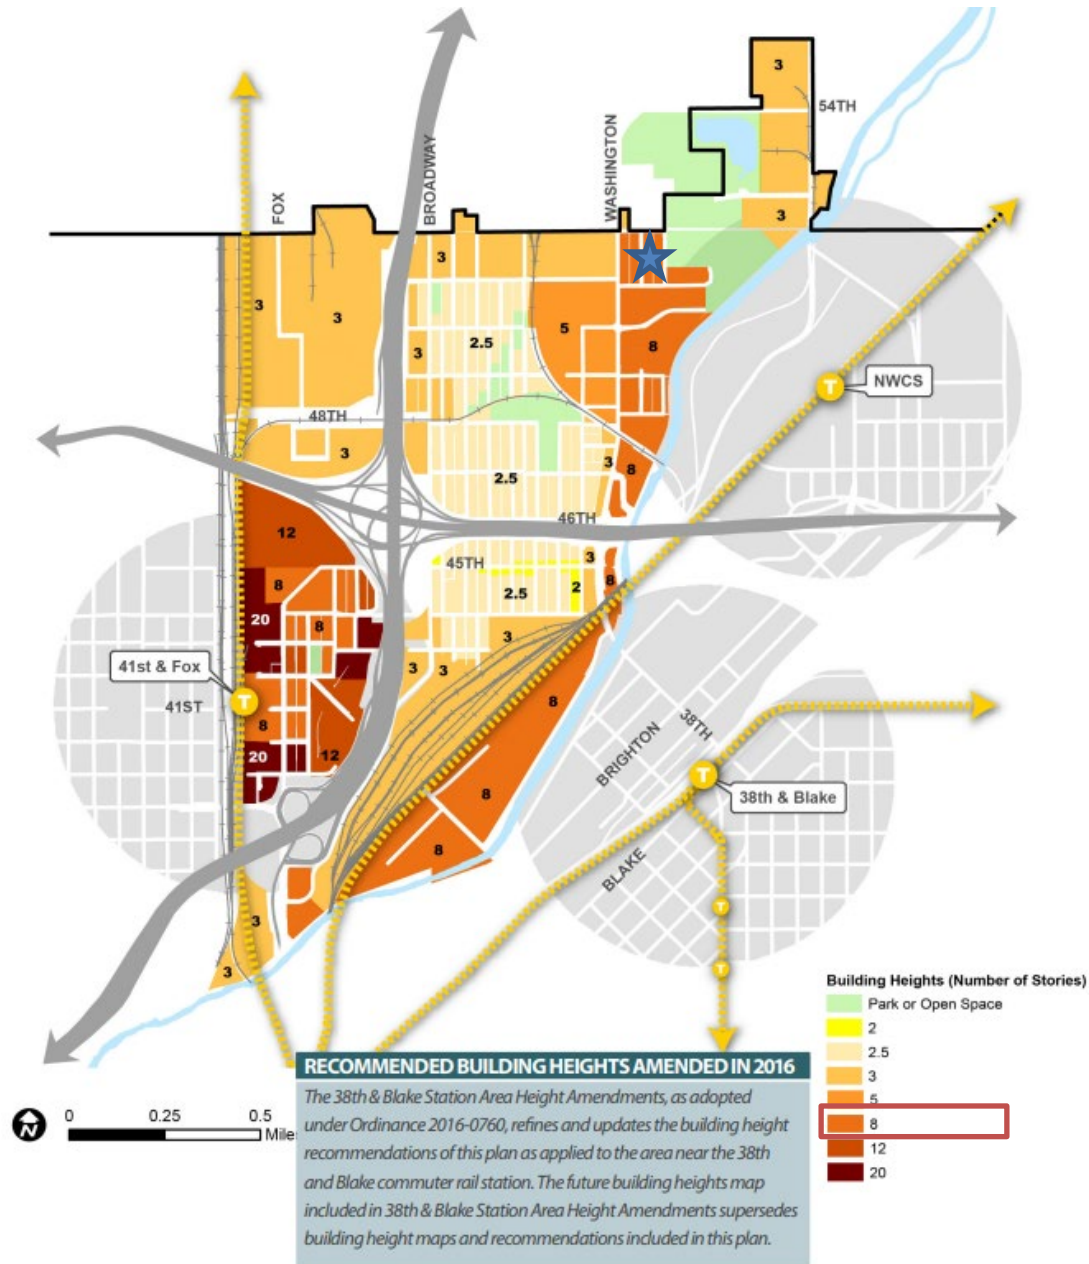 3
54TH
WASHINGTON
BROADWAY
FOX
3
3
3
3
5
2.5
3
8
NWCS
48TH
3
3
8
2.5
46TH
12
3
45TH
8
2
8
2.5
20
8
3
41st & Fox
3
3
41ST
T
8
8
38TH
BRIGHTON
20
12
T
T
38th & Blake
8
8
BLAKE
T
3
T
3
T
Building Heights (Number of Stories)
Park or Open Space
2
2.5
3
5
8
12
20
N
0 0.25 0.5
Miles
RECOMMENDED BUILDING HEIGHTS AMENDED IN 2016
The 38th & Blake Station Area Height Amendments, as adopted
under Ordinance 2016-0760, refines and updates the building height
recommendations of this plan as applied to the area near the 38th
and Blake commuter rail station. The future building heights map
included in 38th & Blake Station Area Height Amendments supersedes
building height maps and recommendations included in this plan.